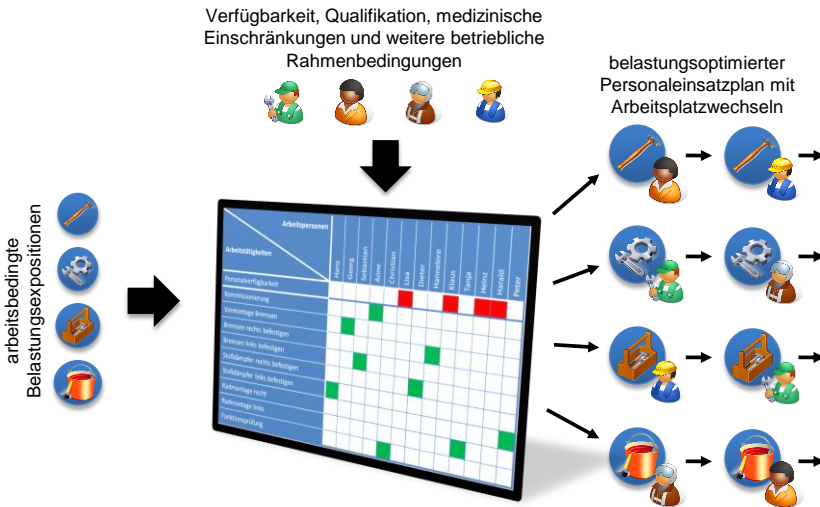 Verfügbarkeit, Qualifikation, medizinische
Einschränkungen und weitere betriebliche
Rahmenbedingungen
belastungsoptimierter
Personaleinsatzplan mit
Arbeitsplatzwechseln
arbeitsbedingte
Belastungsexpositionen
Arbeitspersonen
Arbeitstätigkeiten
Hans
Georg
Sebastian
Anne
Christian
Lisa
Dieter
Hannelore
Klaus
Tanja
Heinz
Harald
Peter
Personalverfügbarkeit
Kommissionierung
Vormontage Bremsen
Bremsen rechts befestigen
Bremsen links befestigen
Stoßdämpfer rechts befestigen
Stoßdämpfer links befestigen
Radmontage recht
Radmontage links
Funktionsprüfung